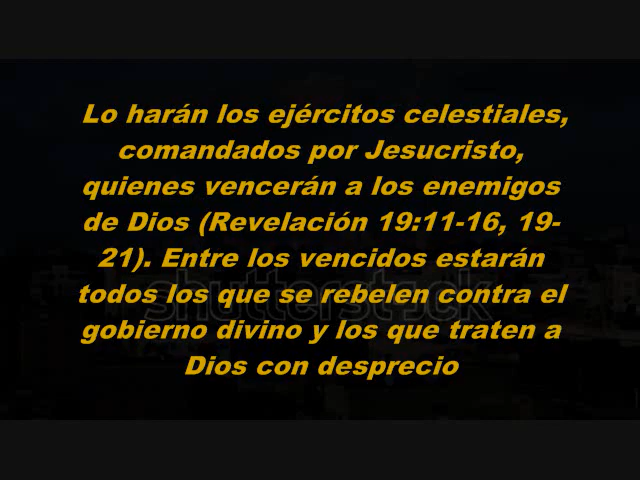 Lo harán los ejércitos celestiales,
comandados por Jesucristo,
quienes vencerán a los enemigos
de Dios (Revelación 19:11-16, 19-
21). Entre los vencidos estarán
todos los que se rebelen contra el
shutterstock
gobierno divino y los que traten a
Dios con desprecio